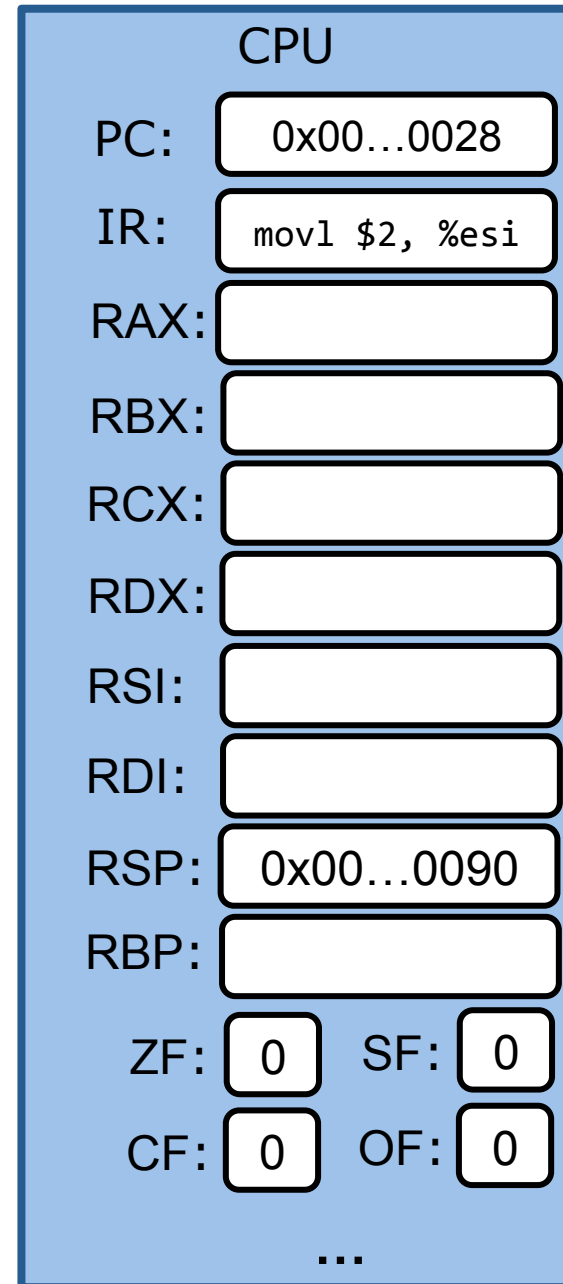 CPU
PC: 0x00…0028
IR: movl $2, %esi
RAX:
RBX:
RCX:
RDX:
RSI:
RDI:
RSP: 0x00…0090
RBP:
ZF: 0 SF: 0
CF: 0 OF: 0
…